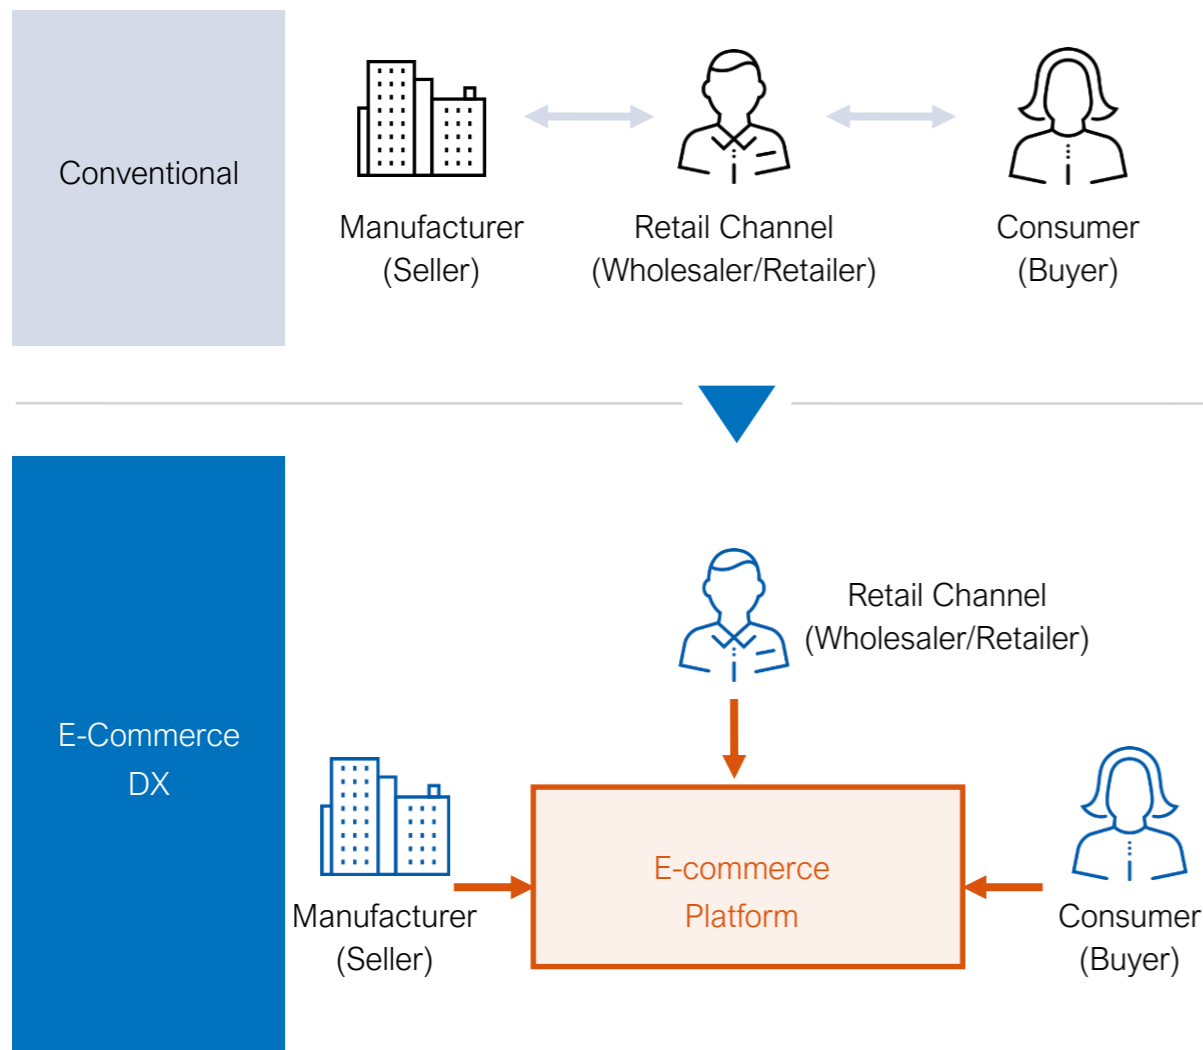 Conventional
Manufacturer
(Seller)
Retail Channel
(Wholesaler/Retailer)
Consumer
(Buyer)
E-Commerce
DX
Retail Channel
(Wholesaler/Retailer)
Manufacturer
(Seller)
E-commerce
Platform
Consumer
(Buyer)